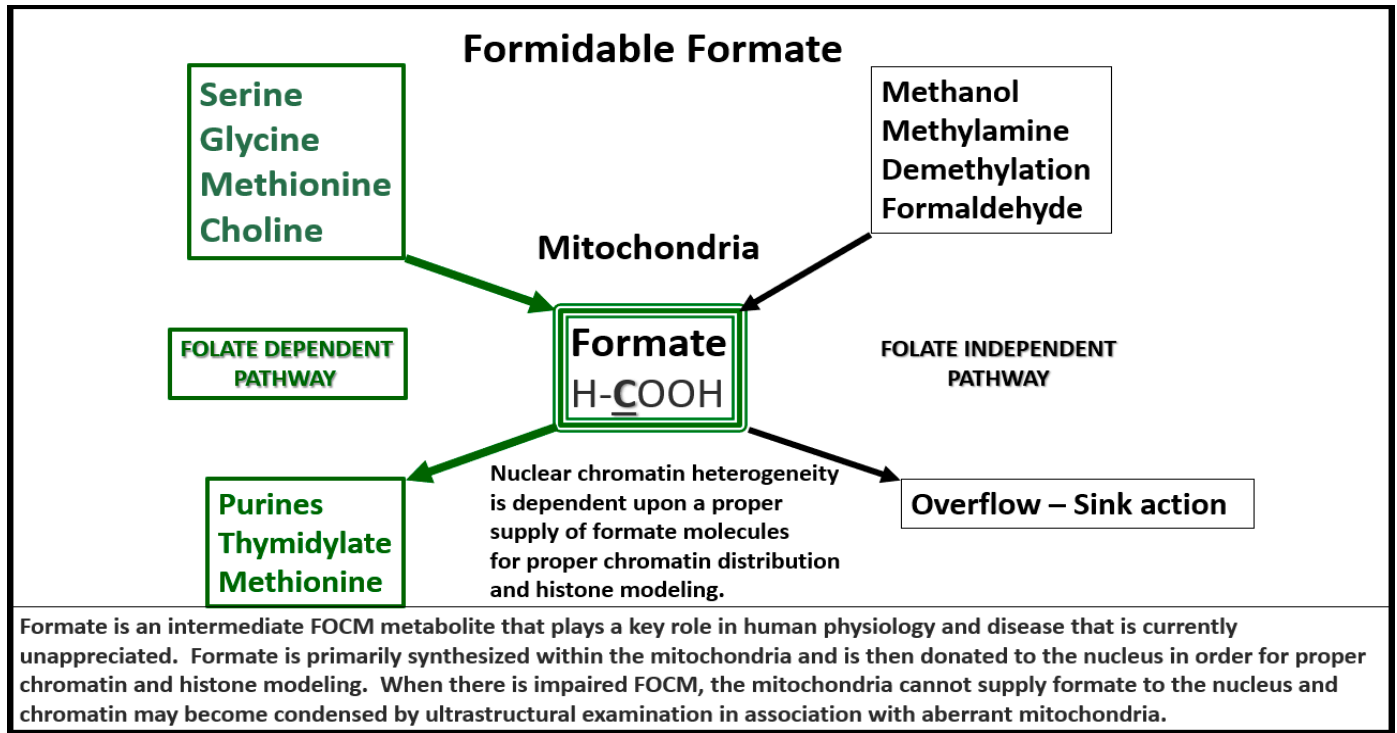 Formidable Formate
Serine
Glycine
Methionine
Choline
Methanol
Methylamine
Demethylation
Formaldehyde
Mitochondria
Formate
H-COOH
FOLATE DEPENDENT
PATHWAY
FOLATE INDEPENDENT
PATHWAY
Purines
Thymidylate
Methionine
Nuclear chromatin heterogeneity
is dependent upon a proper
supply of formate molecules
for proper chromatin distribution
and histone modeling.
Overflow – Sink action
Formate is an intermediate FOCM metabolite that plays a key role in human physiology and disease that is currently
unappreciated. Formate is primarily synthesized within the mitochondria and is then donated to the nucleus in order for proper
chromatin and histone modeling. When there is impaired FOCM, the mitochondria cannot supply formate to the nucleus and
chromatin may become condensed by ultrastructural examination in association with aberrant mitochondria.